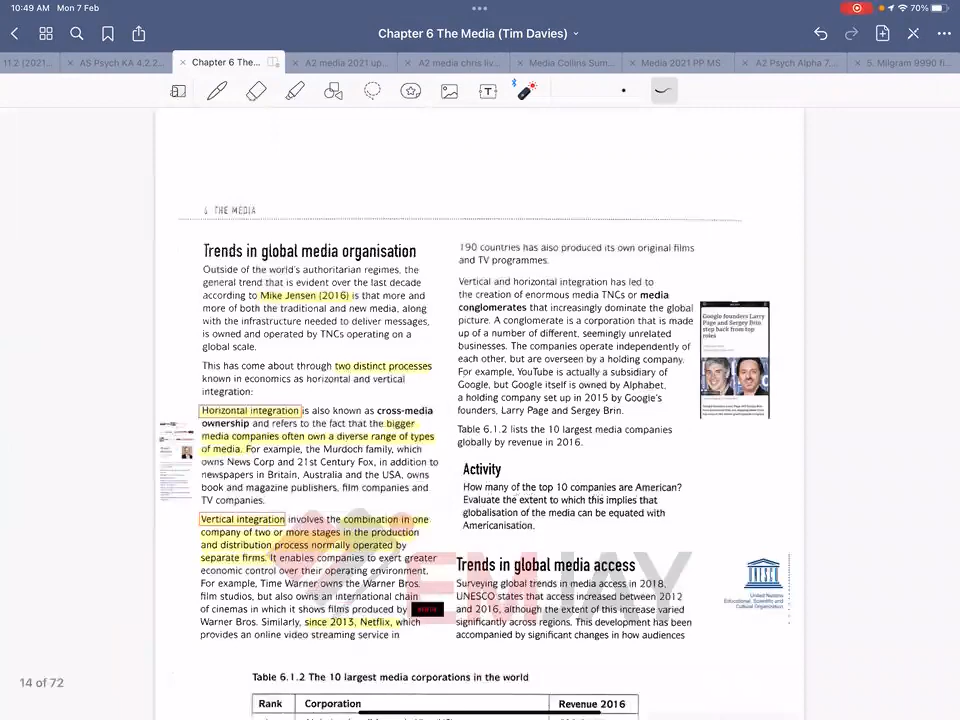 10:49 AM Mon 7 Feb
70%
Chapter 6 The Media (Tim Davies)
11.2 (2021...
AS Psych KA 4.2.2...
Chapter 6 The...
A2 media 2021 up...
A2 media chris liv...
Media Collins Sum...
Media 2021 PP MS
A2 Psych Alpha 7...
5. Milgram 9990 fi...
6 THE MEDIA
Trends in global media organisation
Outside of the world's authoritarian regimes, the
general trend that is evident over the last decade
according to Mike Jensen (2016) is that more and
more of both the traditional and new media, along
with the infrastructure needed to deliver messages,
is owned and operated by TNCs operating on a
global scale.
This has come about through two distinct processes
known in economics as horizontal and vertical
integration:
Horizontal integration is also known as cross-media
ownership and refers to the fact that the bigger
media companies often own a diverse range of types
of media. For example, the Murdoch family, which
owns News Corp and 21st Century Fox, in addition to
newspapers in Britain, Australia and the USA, owns
book and magazine publishers, film companies and
TV companies.
Vertical integration involves the combination in one
company of two or more stages in the production
and distribution process normally operated by
separate firms. It enables companies to exert greater
economic control over their operating environment.
For example, Time Warner owns the Warner Bros.
film studios, but also owns an international chain
of cinemas in which it shows films produced by
Warner Bros. Similarly, since 2013, Netflix, which
provides an online video streaming service in
NETFLIX
190 countries has also produced its own original films
and TV programmes.
Vertical and horizontal integration has led to
the creation of enormous media TNCs or media
conglomerates that increasingly dominate the global
picture. A conglomerate is a corporation that is made
up of a number of different, seemingly unrelated
businesses. The companies operate independently of
each other, but are overseen by a holding company.
For example, YouTube is actually a subsidiary of
Google, but Google itself is owned by Alphabet,
a holding company set up in 2015 by Google's
founders, Larry Page and Sergey Brin.
Table 6.1.2 lists the 10 largest media companies
globally by revenue in 2016.
Google founders Larry
Page and Sergey Brin
step back from top
roles
Activity
How many of the top 10 companies are American?
Evaluate the extent to which this implies that
globalisation of the media can be equated with
Americanisation.
EMIJAY
Trends in global media access
Surveying global trends in media access in 2018,
UNESCO states that access increased between 2012
and 2016, although the extent of this increase varied
significantly across regions. This development has been
accompanied by significant changes in how audiences
United Nations
Educational, Scientific and
Cultural Organization
14 of 72
Table 6.1.2 The 10 largest media corporations in the world
Rank Corporation Revenue 2016